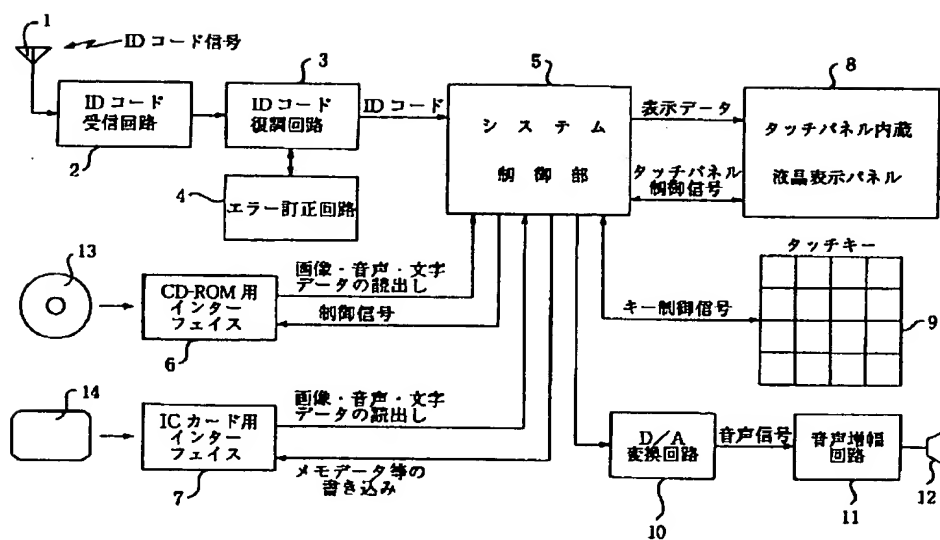 1
IDコード信号
IDコード
受信回路
2
3
IDコード
復調回路
IDコード
4
エラー訂正回路
5
システム
制御部
表示データ
タッチパネル
制御信号
8
タッチパネル内蔵
液晶表示パネル
13
CD-ROM用
インター
フェイス
6
画像・音声・文字
データの読出し
制御信号
タッチキー
キー制御信号
9
14
ICカード用
インター
フェイス
7
画像・音声・文字
データの読出し
メモデータ等の
書き込み
D/A
変換回路
10
音声信号
音声増幅
回路
11
12